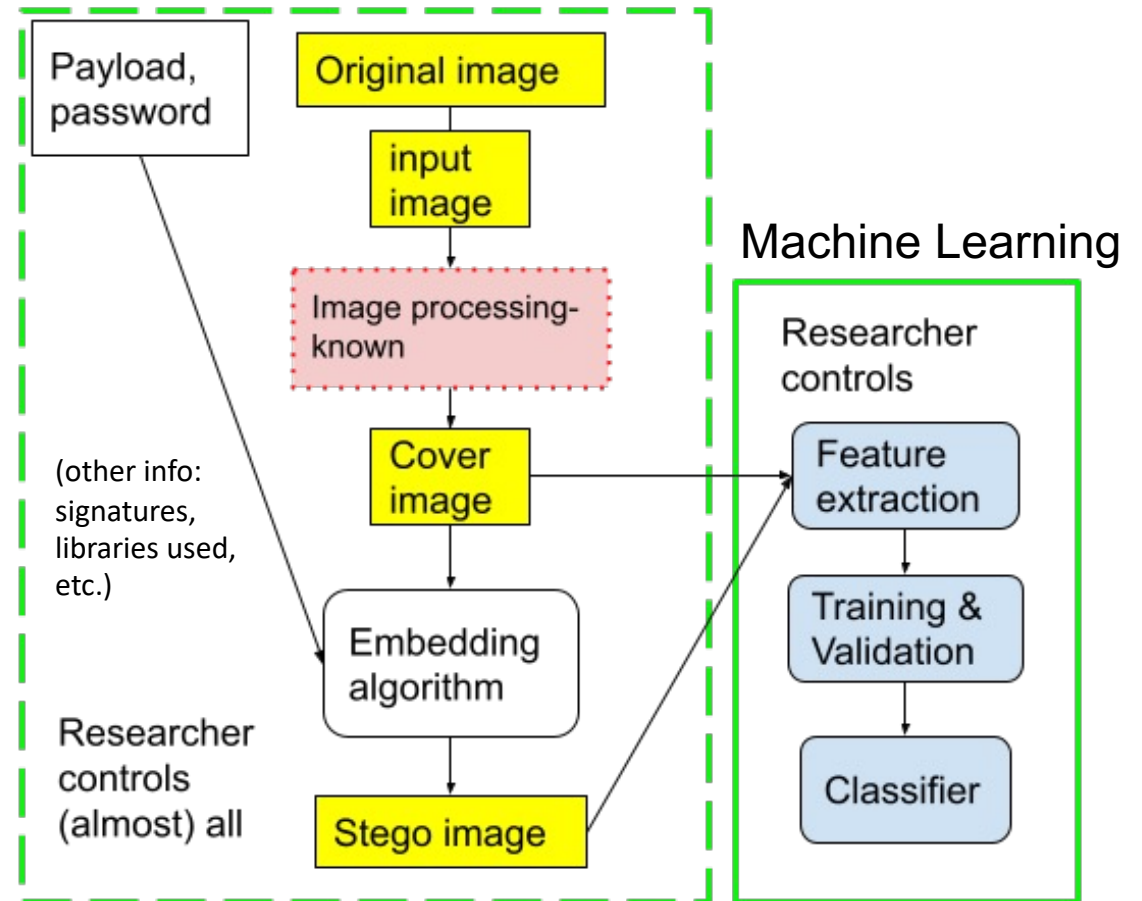 Payload,
password
Original image
input
image
Image processing-
known
Cover
image
(other info:
signatures,
libraries used,
etc.)
Embedding
algorithm
Researcher
controls
(almost) all
Stego image
Machine Learning
Researcher
controls
Feature
extraction
Training &
Validation
Classifier